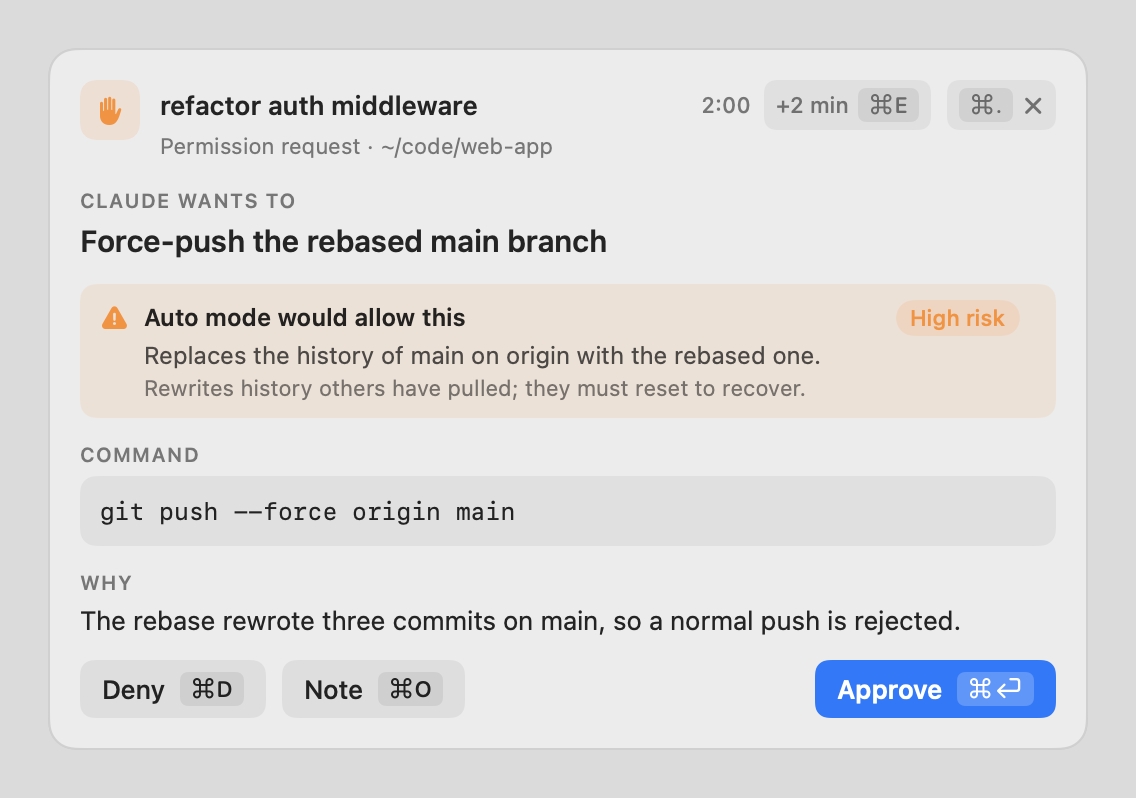 refactor auth middleware
2:00 +2 min ⌘E ⌘. ✕
Permission request · ~/code/web-app
CLAUDE WANTS TO
Force-push the rebased main branch
Auto mode would allow this High risk
Replaces the history of main on origin with the rebased one.
Rewrites history others have pulled; they must reset to recover.
COMMAND
git push --force origin main
WHY
The rebase rewrote three commits on main, so a normal push is rejected.
Deny ⌘D Note ⌘O Approve ⌘↩